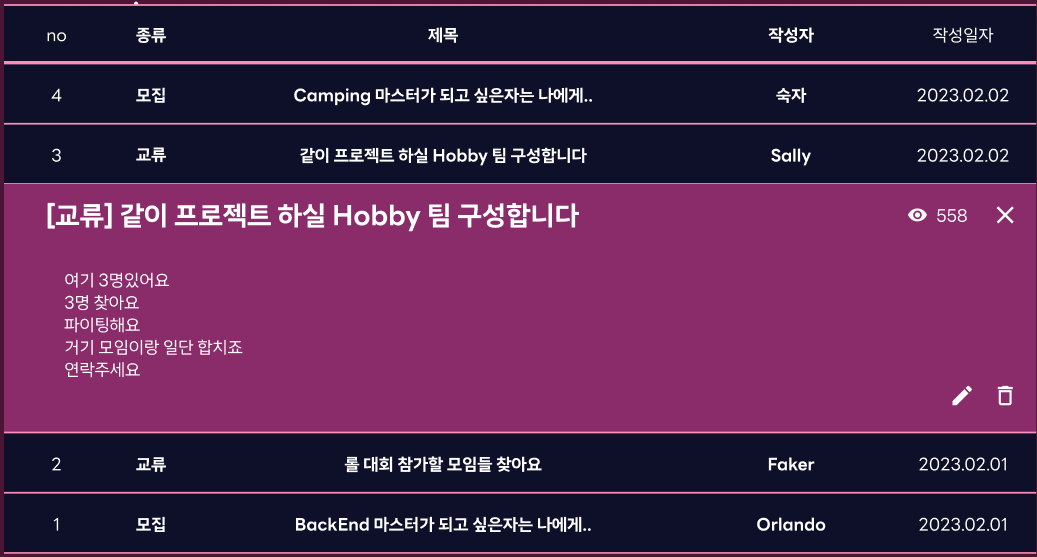 no 종류 제목 작성자 작성일자
4 모집 Camping 마스터가 되고 싶은자는 나에게.. 숙자 2023.02.02
3 교류 같이 프로젝트 하실 Hobby 팀 구성합니다 Sally 2023.02.02
[교류] 같이 프로젝트 하실 Hobby 팀 구성합니다 558
여기 3명있어요
3명 찾아요
파이팅해요
거기 모임이랑 일단 합치죠
연락주세요
2 교류 롤 대회 참가할 모임들 찾아요 Faker 2023.02.01
1 모집 BackEnd 마스터가 되고 싶은자는 나에게.. Orlando 2023.02.01